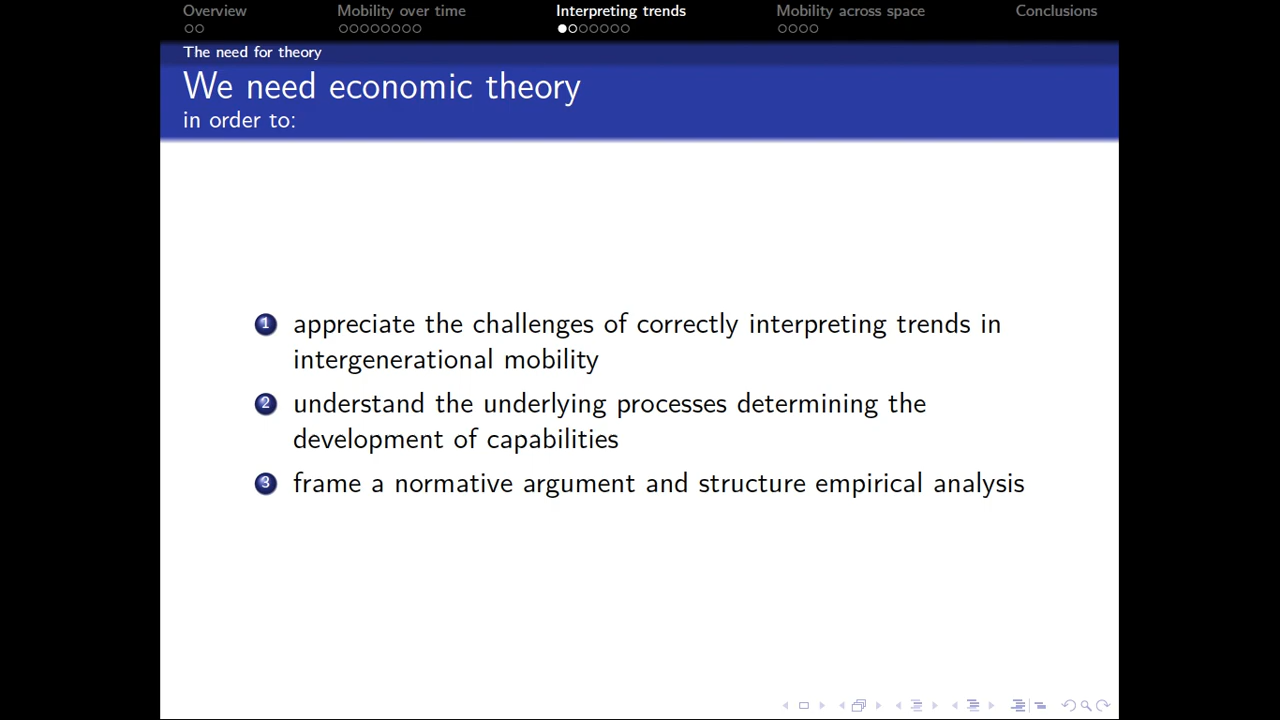 Overview Mobility over time Interpreting trends Mobility across space Conclusions
The need for theory
We need economic theory
in order to:
1 appreciate the challenges of correctly interpreting trends in
intergenerational mobility
2 understand the underlying processes determining the
development of capabilities
3 frame a normative argument and structure empirical analysis